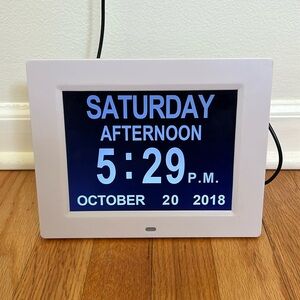 SATURDAY
AFTERNOON
5:29 P.M.
OCTOBER 20 2018